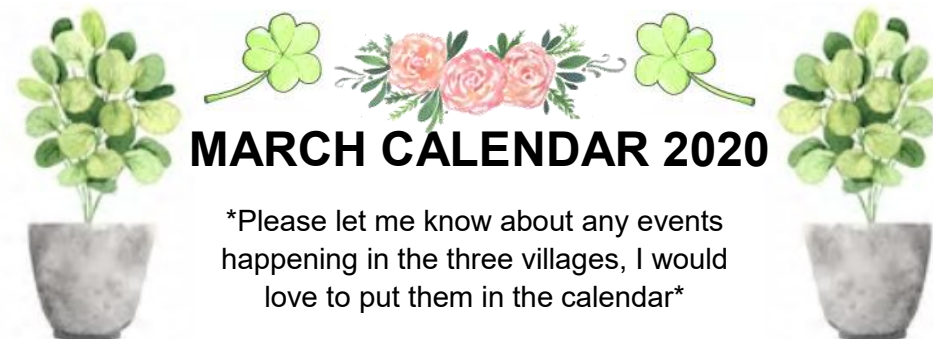 MARCH CALENDAR 2020
*Please let me know about any events
happening in the three villages, I would
love to put them in the calendar*